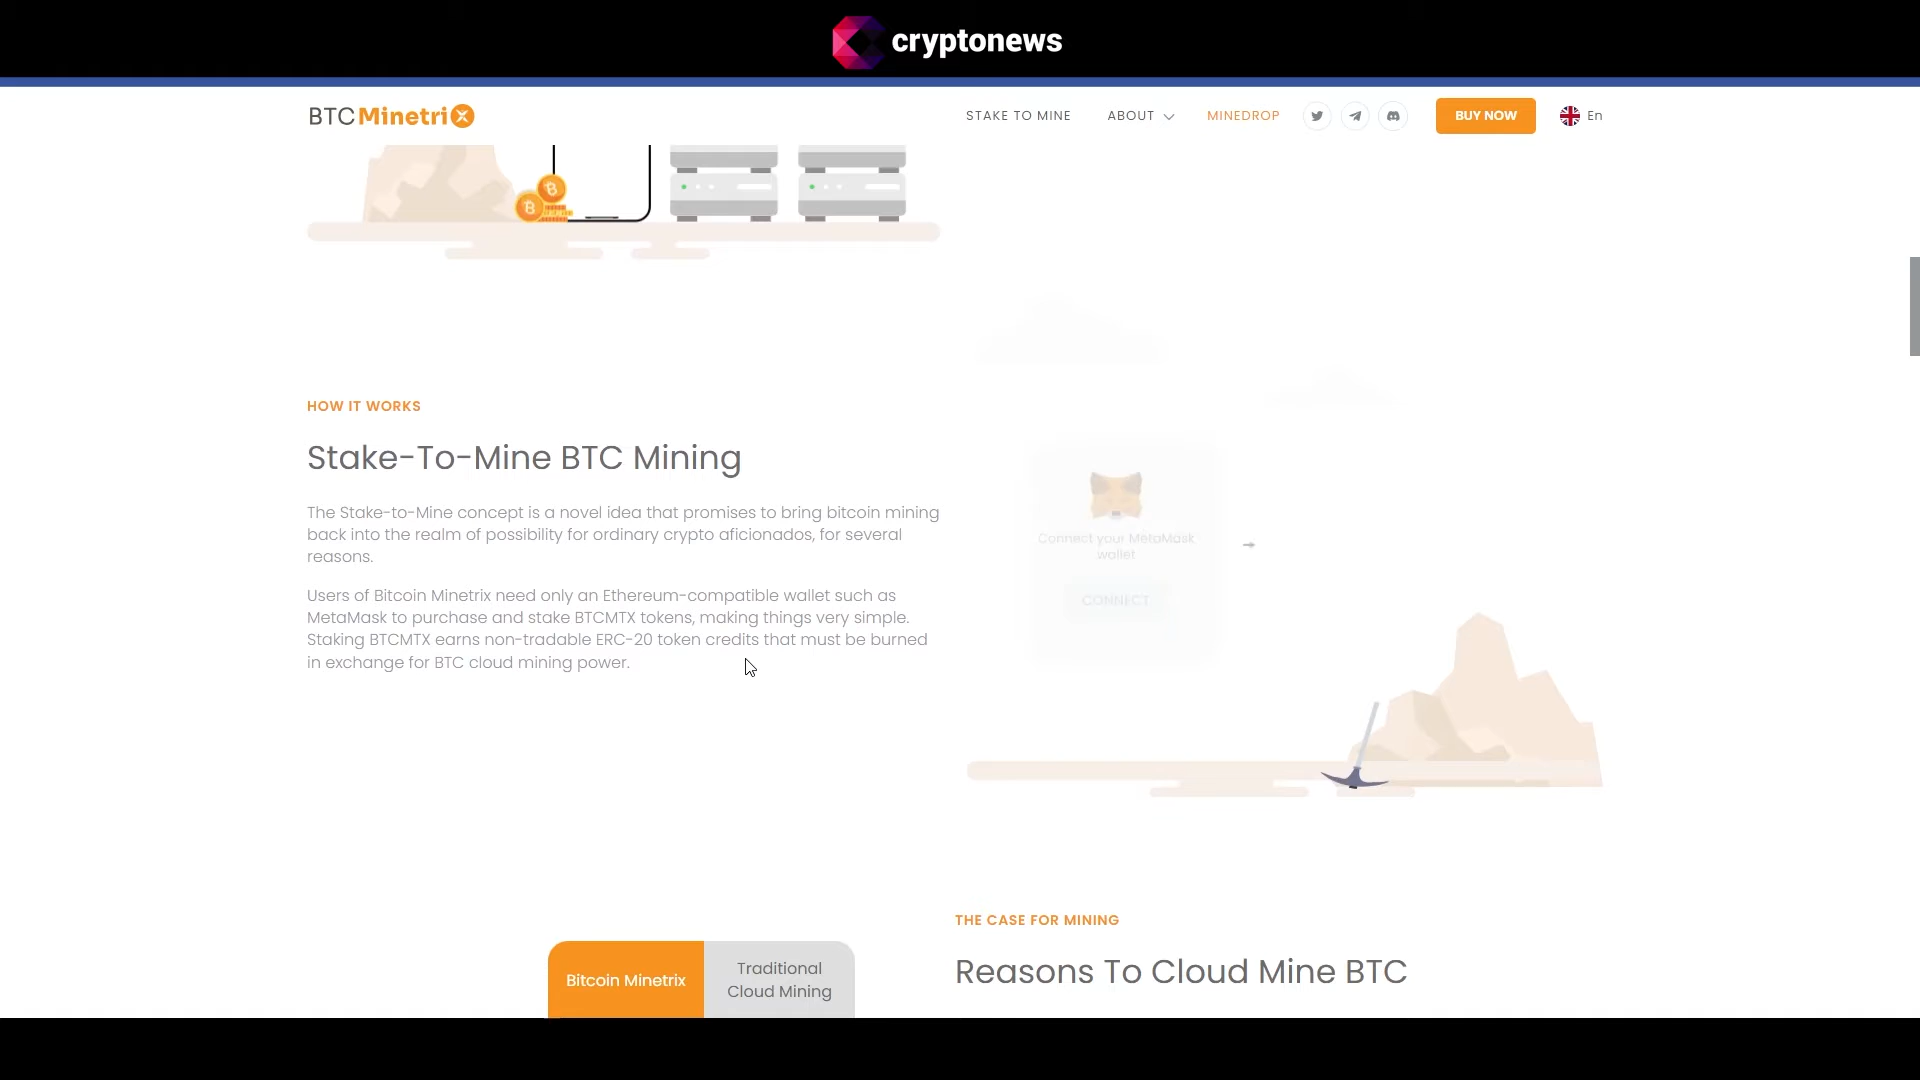 cryptonews
BTCMinetrix
STAKE TO MINE
ABOUT
MINEDROP
BUY NOW
En
HOW IT WORKS
Stake-To-Mine BTC Mining
The Stake-to-Mine concept is a novel idea that promises to bring bitcoin mining
back into the realm of possibility for ordinary crypto aficionados, for several
reasons.
Users of Bitcoin Minetrix need only an Ethereum-compatible wallet such as
MetaMask to purchase and stake BTCMTX tokens, making things very simple.
Staking BTCMTX earns non-tradable ERC-20 token credits that must be burned
in exchange for BTC cloud mining power.
Connect your MetaMask
wallet
CONNECT
THE CASE FOR MINING
Reasons To Cloud Mine BTC
Bitcoin Minetrix
Traditional
Cloud Mining